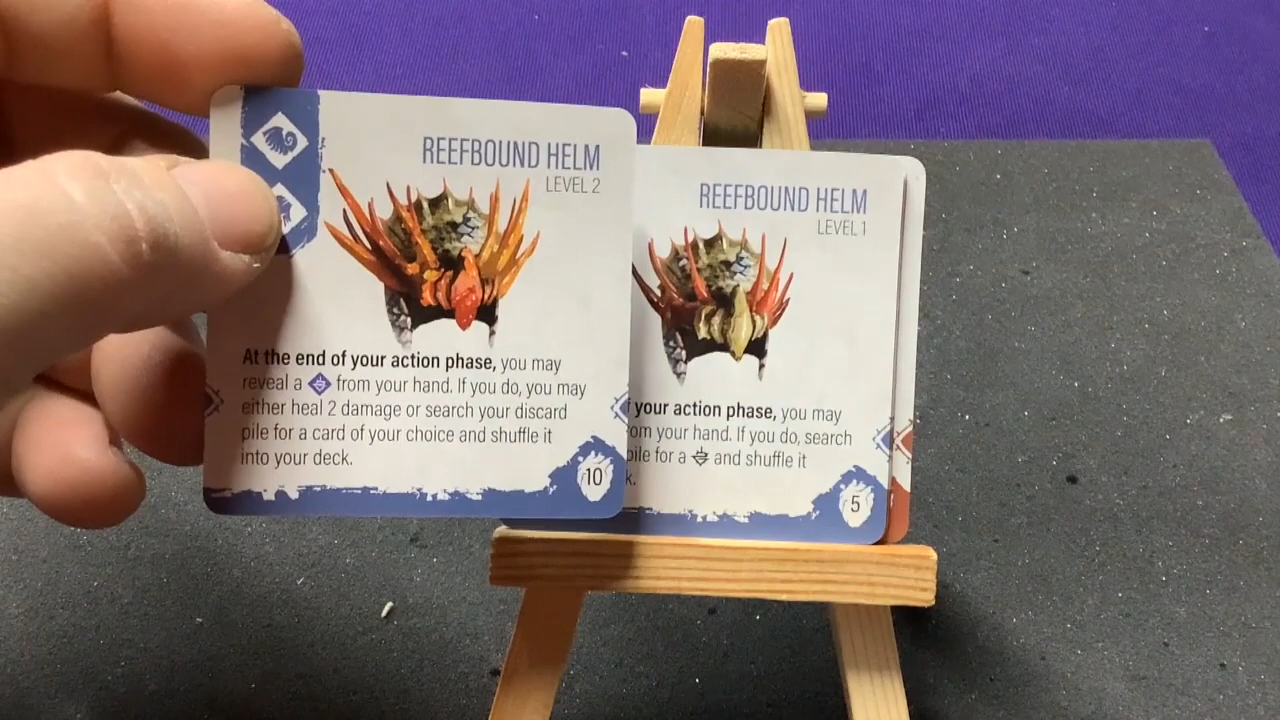 REEFBOUND HELM
LEVEL 2
At the end of your action phase, you may
reveal a from your hand. If you do, you may
either heal 2 damage or search your discard
pile for a card of your choice and shuffle it
into your deck.
10
REEFBOUND HELM
LEVEL 1
your action phase, you may
om your hand. If you do, search
pile for a and shuffle it
k.
5